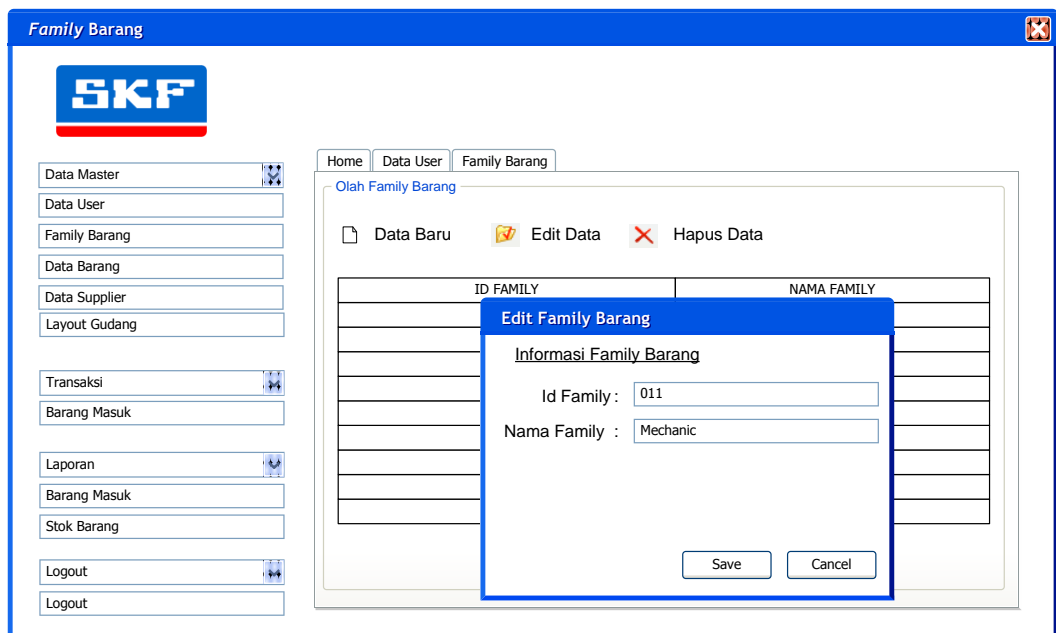 Family Barang
SKF
Data Master
Data User
Family Barang
Data Barang
Data Supplier
Layout Gudang
Transaksi
Barang Masuk
Laporan
Barang Masuk
Stok Barang
Logout
Logout
Home Data User Family Barang
Olah Family Barang
Data Baru Edit Data Hapus Data
ID FAMILY NAMA FAMILY
Edit Family Barang
Informasi Family Barang
Id Family : 011
Nama Family : Mechanic
Save Cancel